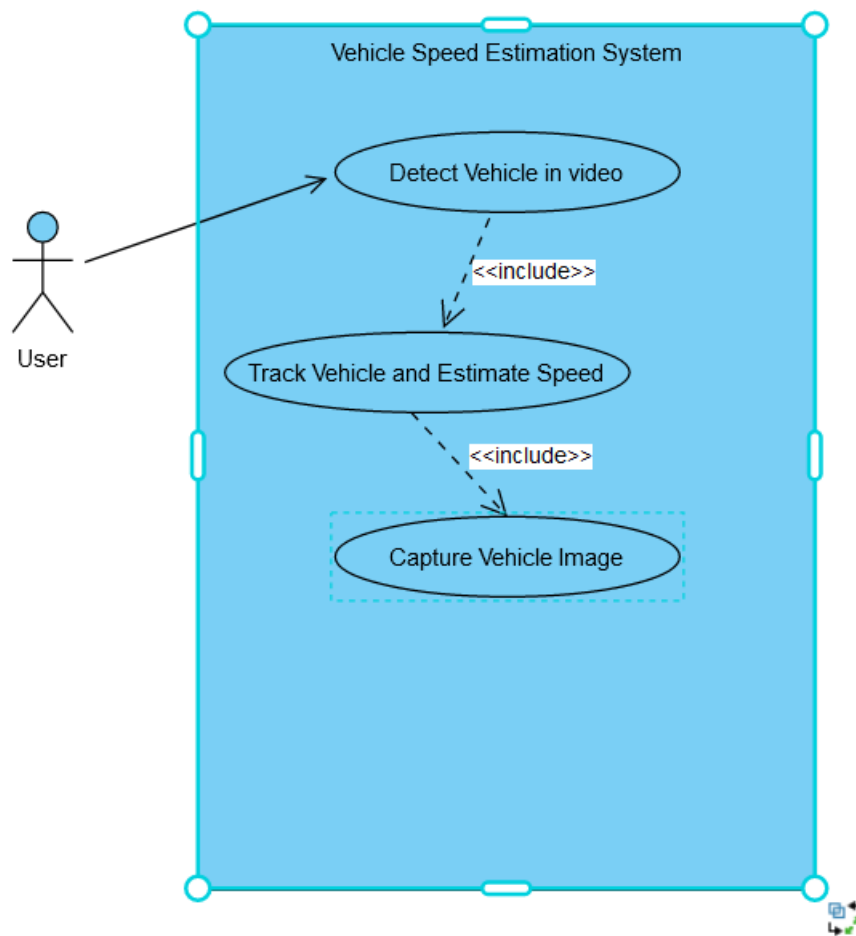 Vehicle Speed Estimation System
Detect Vehicle in video
<<include>>
User
Track Vehicle and Estimate Speed
<<include>>
Capture Vehicle Image